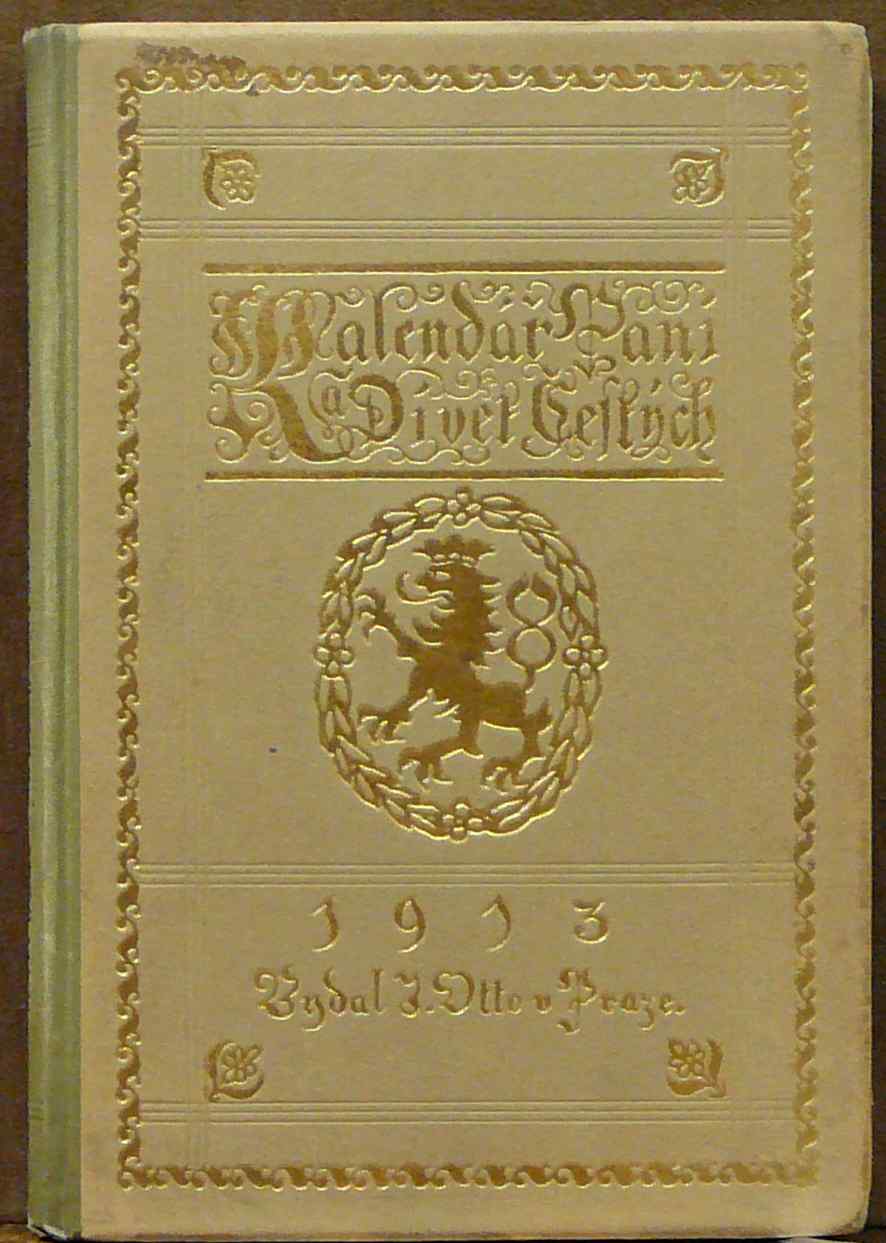 Kalendář Paní
a Dívek Českých
1913
Vydal J. Otto v Praze.